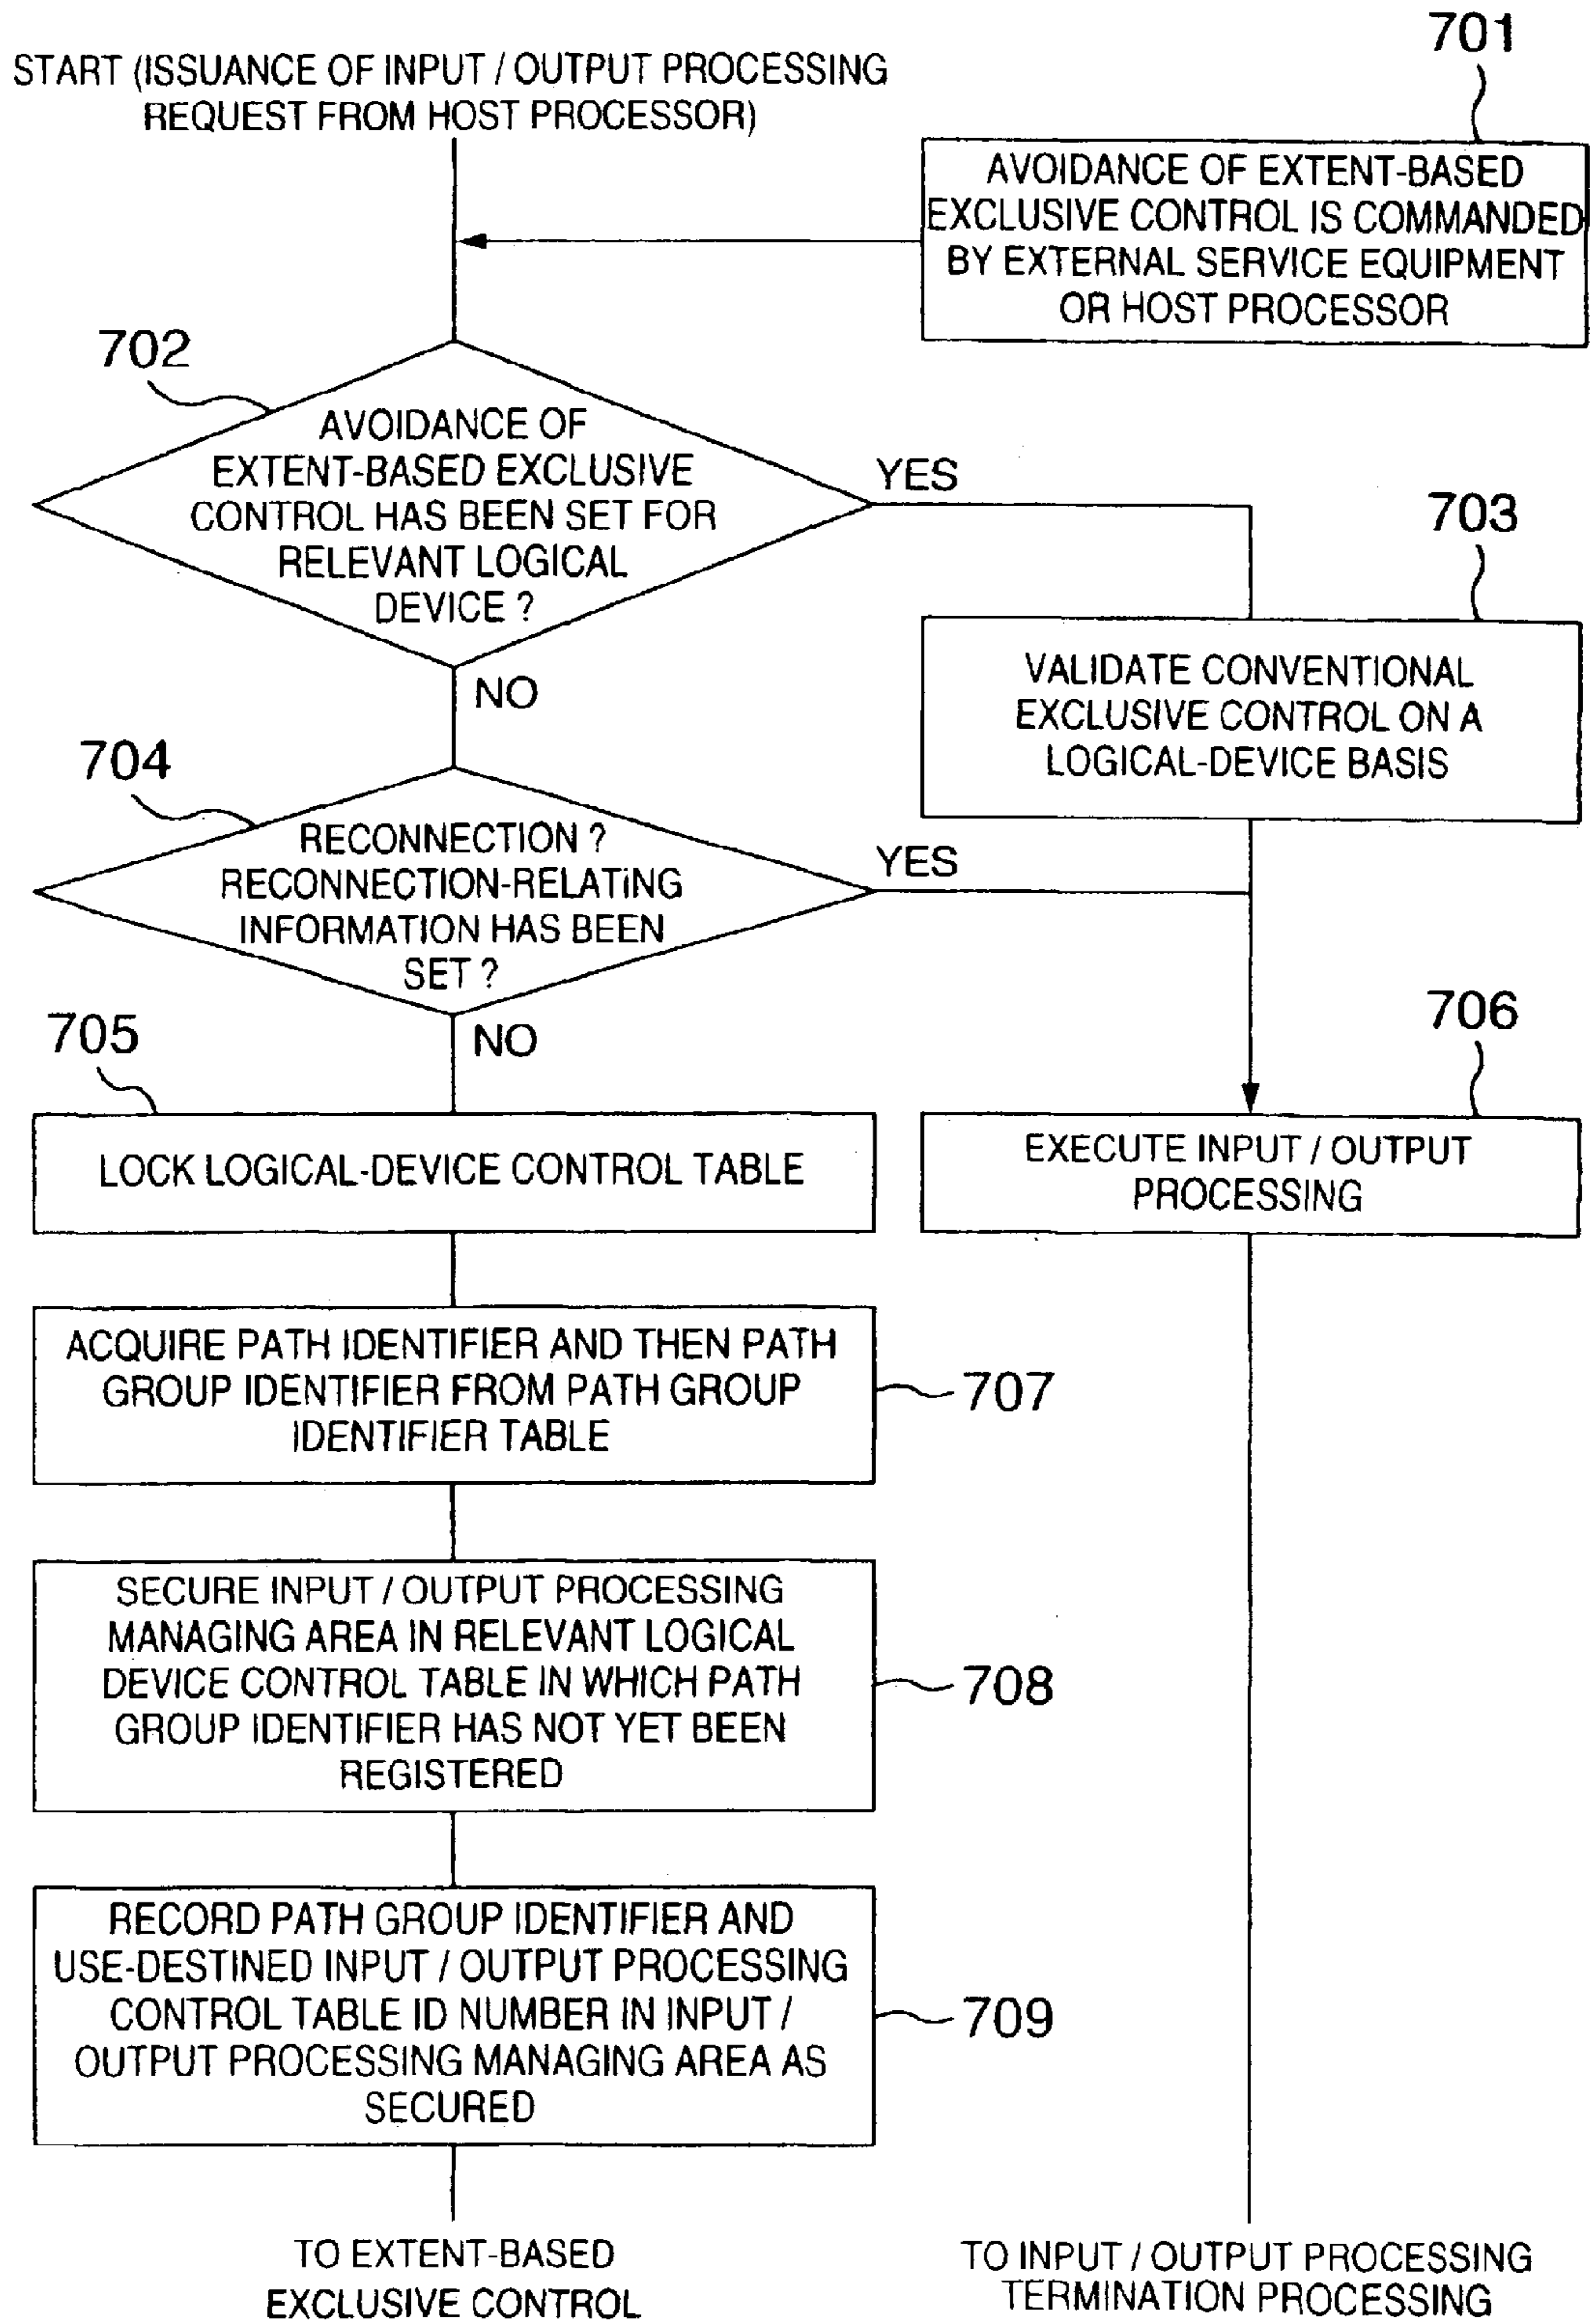 701
START (ISSUANCE OF INPUT / OUTPUT PROCESSING
REQUEST FROM HOST PROCESSOR)
AVOIDANCE OF EXTENT-BASED
EXCLUSIVE CONTROL IS COMMANDED
BY EXTERNAL SERVICE EQUIPMENT
OR HOST PROCESSOR
702
AVOIDANCE OF
EXTENT-BASED EXCLUSIVE
CONTROL HAS BEEN SET FOR
RELEVANT LOGICAL
DEVICE ?
YES
NO
703
VALIDATE CONVENTIONAL
EXCLUSIVE CONTROL ON A
LOGICAL-DEVICE BASIS
704
RECONNECTION ?
RECONNECTION-RELATING
INFORMATION HAS BEEN
SET ?
YES
NO
705
LOCK LOGICAL-DEVICE CONTROL TABLE
706
EXECUTE INPUT / OUTPUT
PROCESSING
ACQUIRE PATH IDENTIFIER AND THEN PATH
GROUP IDENTIFIER FROM PATH GROUP
IDENTIFIER TABLE
707
SECURE INPUT / OUTPUT PROCESSING
MANAGING AREA IN RELEVANT LOGICAL
DEVICE CONTROL TABLE IN WHICH PATH
GROUP IDENTIFIER HAS NOT YET BEEN
REGISTERED
708
RECORD PATH GROUP IDENTIFIER AND
USE-DESTINED INPUT / OUTPUT PROCESSING
CONTROL TABLE ID NUMBER IN INPUT /
OUTPUT PROCESSING MANAGING AREA AS
SECURED
709
TO EXTENT-BASED
EXCLUSIVE CONTROL
TO INPUT / OUTPUT PROCESSING
TERMINATION PROCESSING